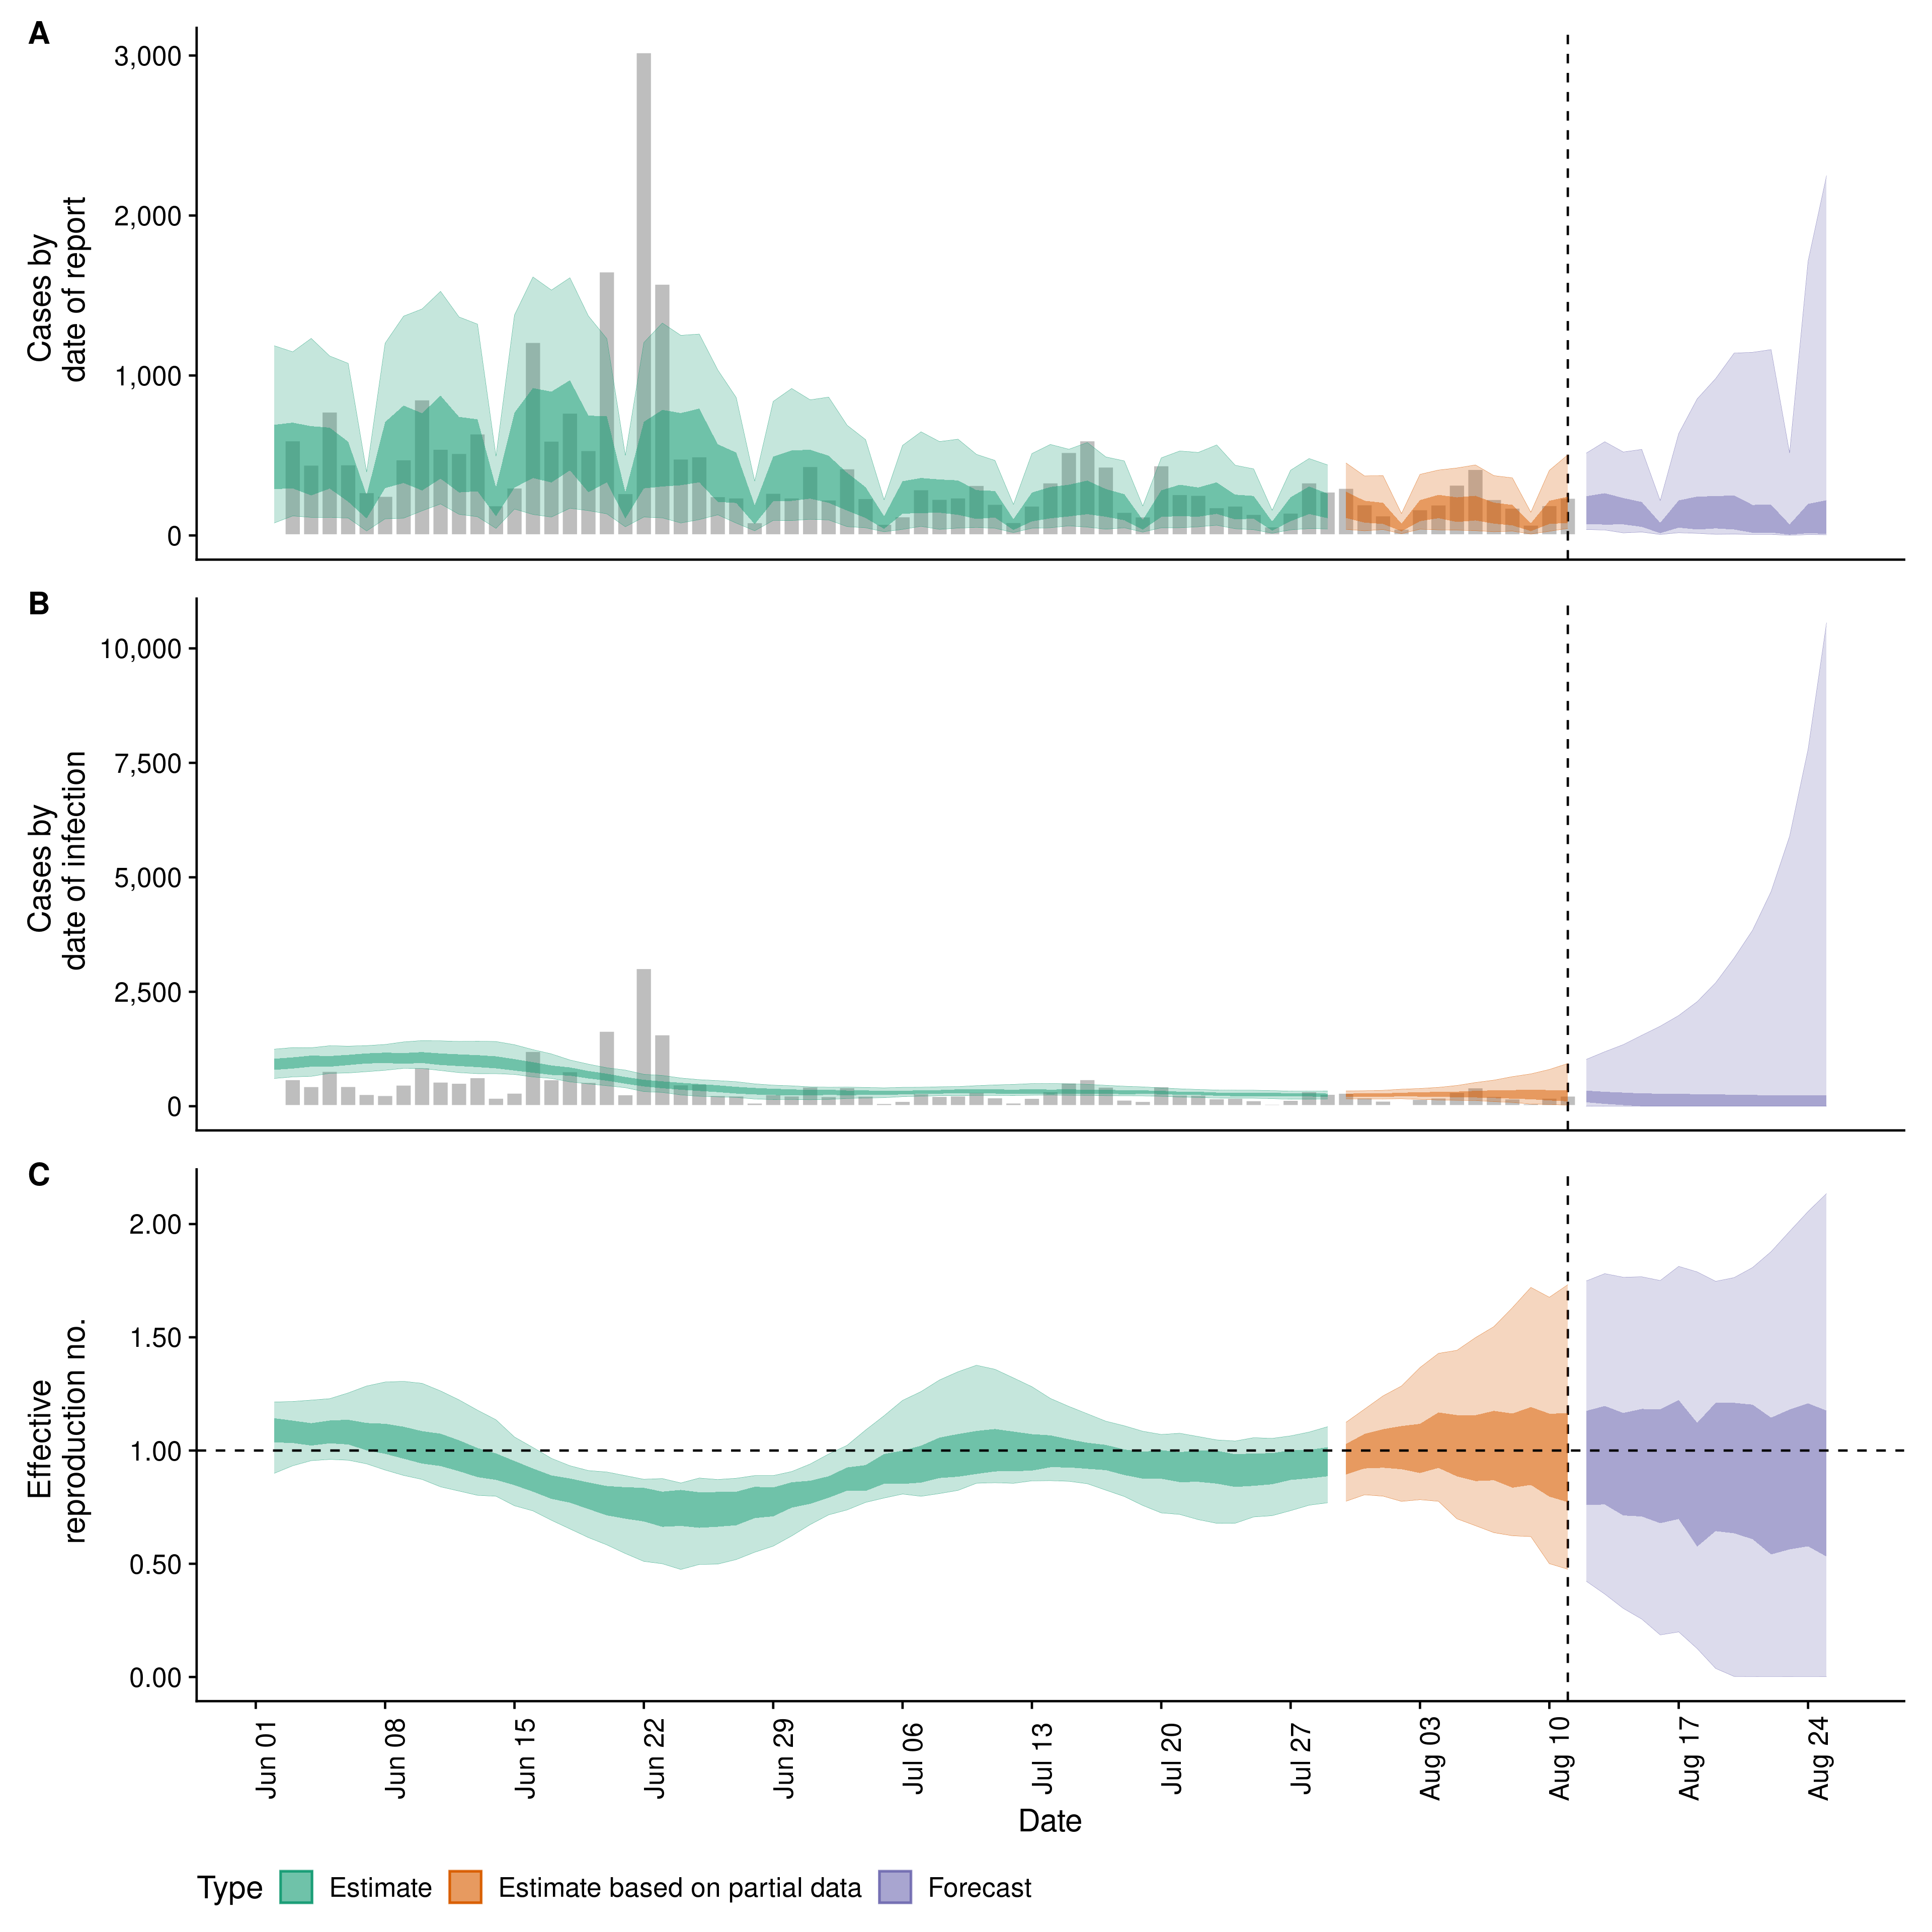 A
3,000
2,000
1,000
0
Cases by
date of report
B
10,000
7,500
5,000
2,500
0
Cases by
date of infection
C
2.00
1.50
1.00
0.50
0.00
Effective
reproduction no.
Jun 01
Jun 08
Jun 15
Jun 22
Jun 29
Jul 06
Jul 13
Jul 20
Jul 27
Aug 03
Aug 10
Aug 17
Aug 24
Date
Type Estimate Estimate based on partial data Forecast